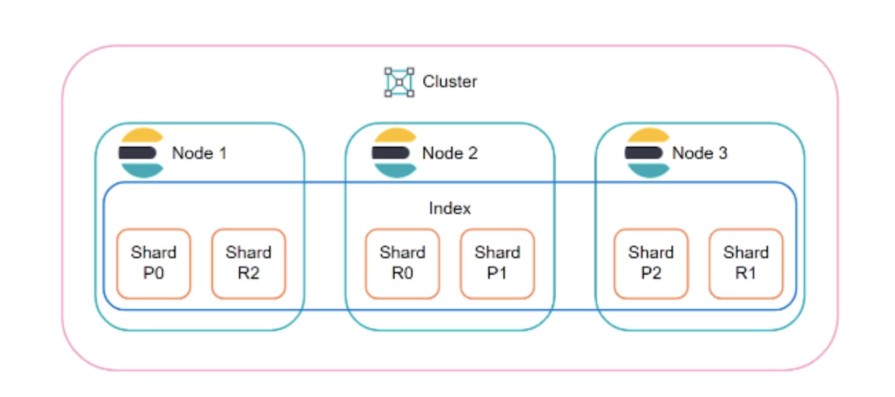 Cluster
Node 1
Node 2
Node 3
Index
Shard
P0
Shard
R2
Shard
R0
Shard
P1
Shard
P2
Shard
R1